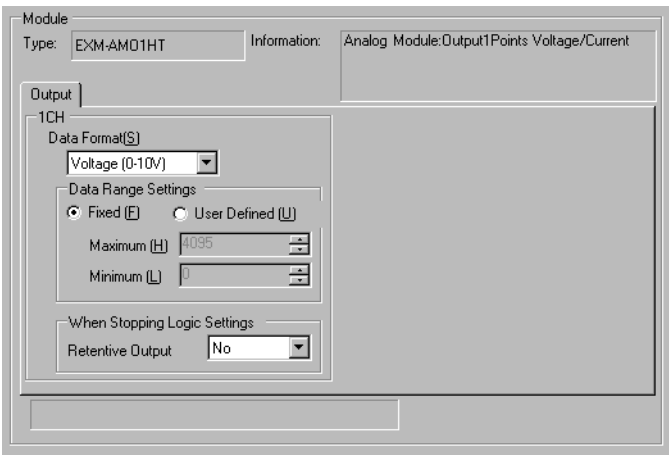 Module
Type: EXM-AMO1HT Information: Analog Module:Output1Points Voltage/Current
Output
1CH
Data Format(S)
Voltage (0-10V)
Data Range Settings
Fixed (F) User Defined (U)
Maximum (H) 4095
Minimum (L) 0
When Stopping Logic Settings
Retentive Output No